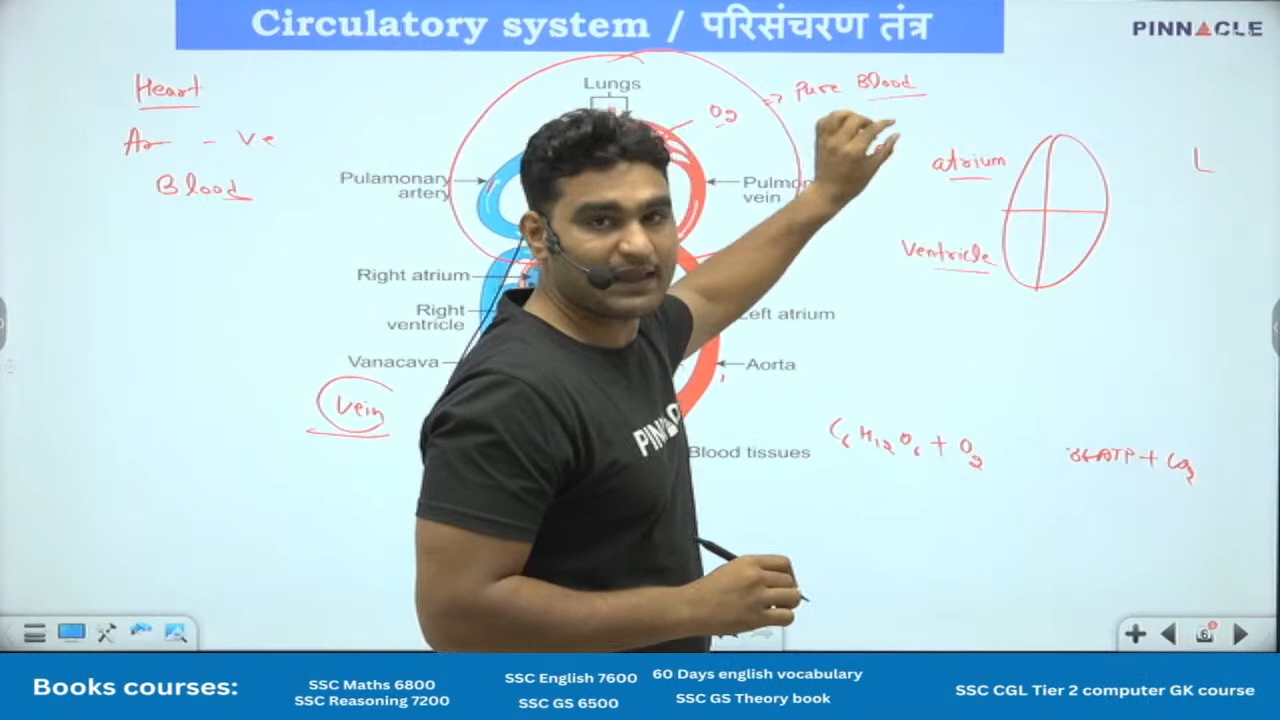 Circulatory system / परिसंचरण तंत्र
PINNACLE
Heart
Ar - Ve
Blood
Lungs
O2
Pure Blood
Pulamonary
artery
Pulmon
vein
atrium
L
Ventricle
Right atrium
Right
ventricle
Left atrium
Vanacava
Aorta
Vein
PINNAC
Blood tissues
C6H12O6 + O2
ATP + CO2
Books courses:
SSC Maths 6800
SSC Reasoning 7200
SSC English 7600
SSC GS 6500
60 Days english vocabulary
SSC GS Theory book
SSC CGL Tier 2 computer GK course